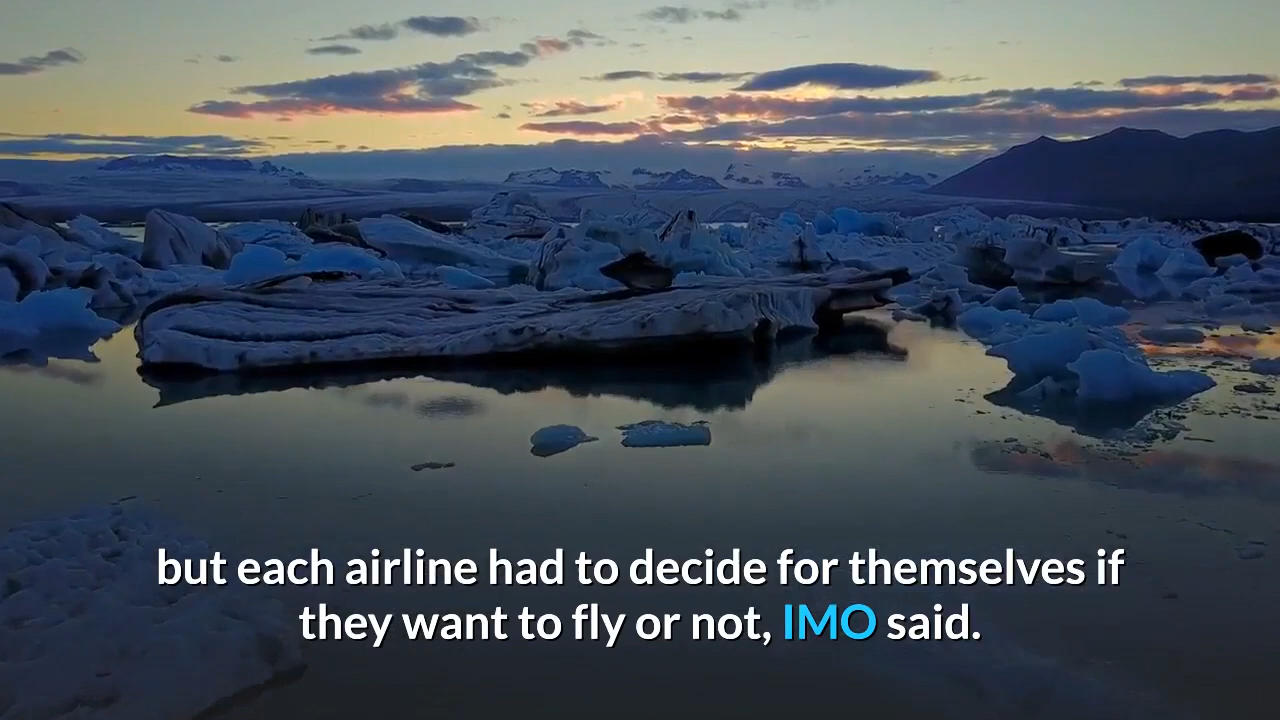 but each airline had to decide for themselves if
they want to fly or not, IMO said.